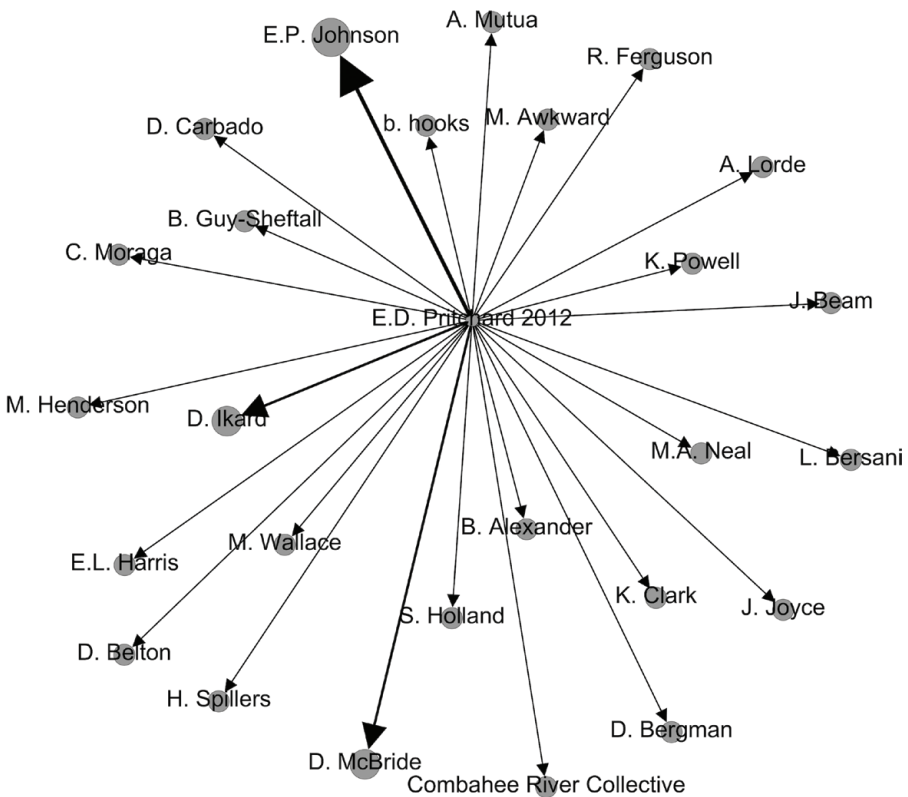 A. Mutua
E.P. Johnson
R. Ferguson
b. hooks
M. Awkward
D. Carbado
A. Lorde
B. Guy-Sheftall
C. Moraga
K. Powell
J. Beam
E.D. Pritchard 2012
M. Henderson
D. Ikard
M.A. Neal
L. Bersani
B. Alexander
M. Wallace
E.L. Harris
K. Clark
J. Joyce
S. Holland
D. Belton
H. Spillers
D. Bergman
D. McBride
Combahee River Collective